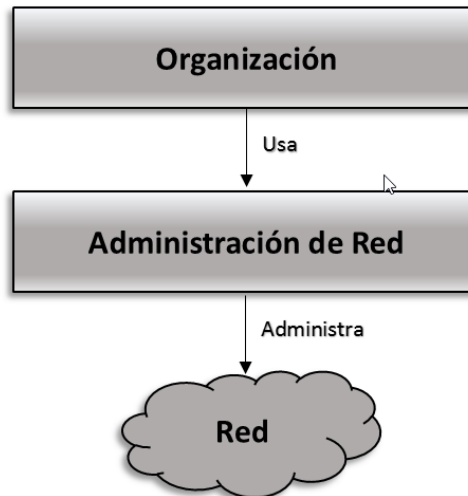 Organización
Usa
Administración de Red
Administra
Red